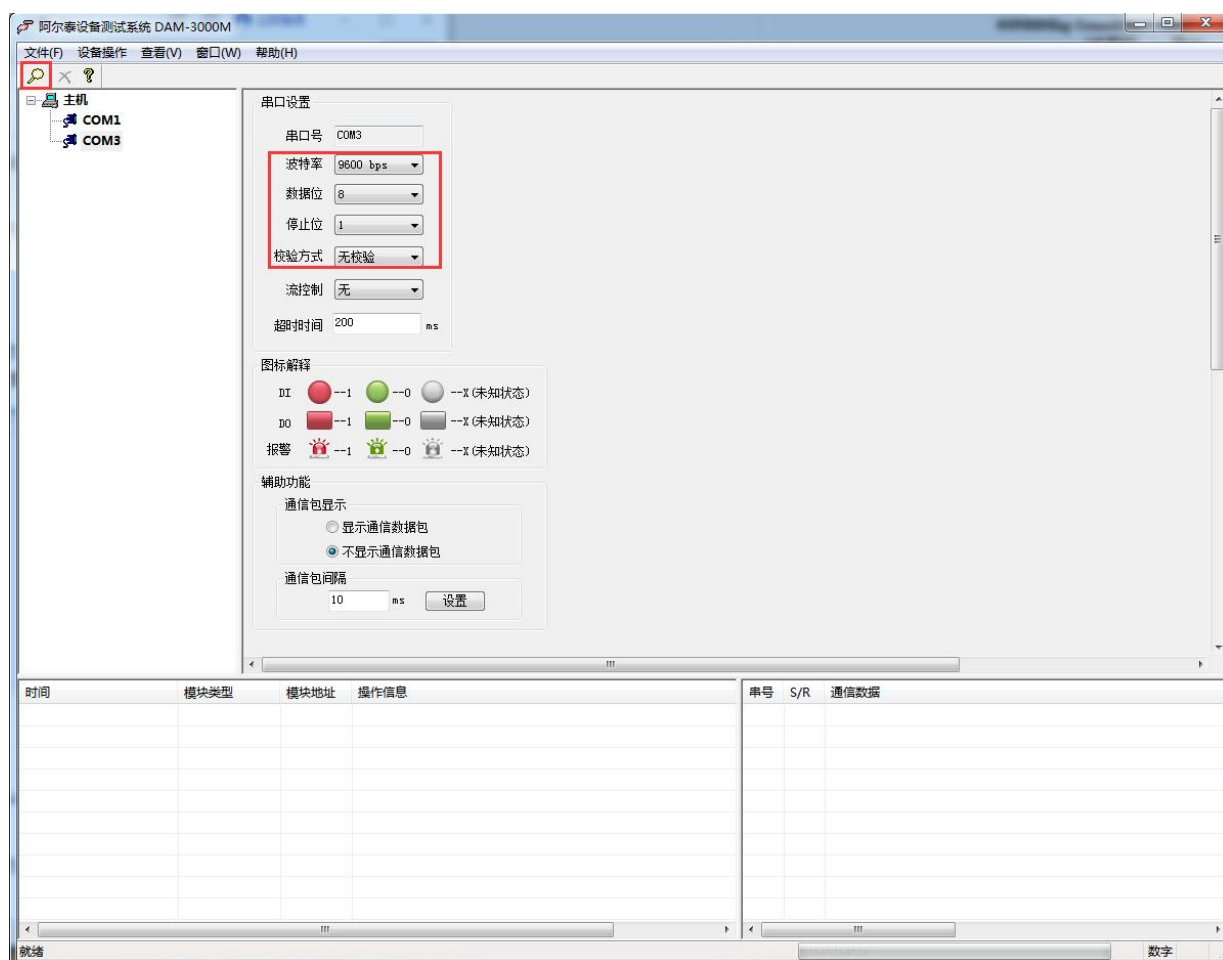 阿尔泰设备测试系统 DAM-3000M
文件(F) 设备操作 查看(V) 窗口(W) 帮助(H)
主机
COM1
COM3
串口设置
串口号 COM3
波特率 9600 bps
数据位 8
停止位 1
校验方式 无校验
流控制 无
超时时间 200 ms
图标解释
DI --1 --0 --X(未知状态)
DO --1 --0 --X(未知状态)
报警 --1 --0 --X(未知状态)
辅助功能
通信包显示
显示通信数据包
不显示通信数据包
通信包间隔
10 ms 设置
时间 模块类型 模块地址 操作信息 串号 S/R 通信数据
就绪 数字